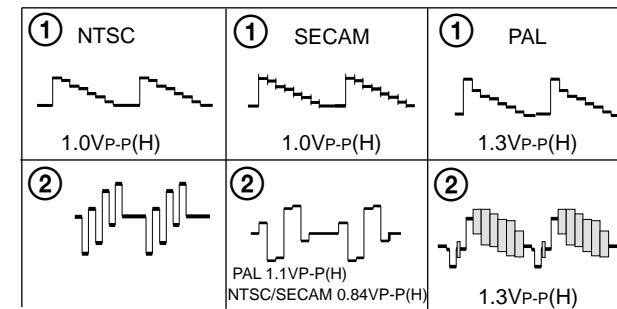 ① NTSC
1.0VP-P(H)
① SECAM
1.0VP-P(H)
① PAL
1.3VP-P(H)
②
②
PAL 1.1VP-P(H)
NTSC/SECAM 0.84VP-P(H)
②
1.3VP-P(H)